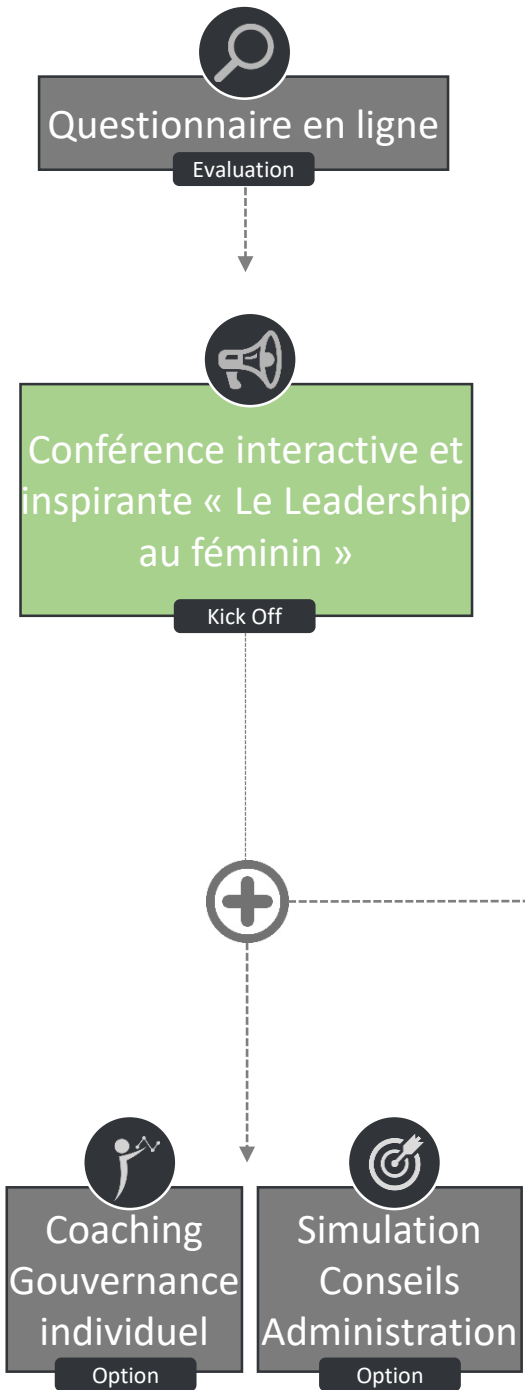 Questionnaire en ligne
Evaluation
Conférence interactive et
inspirante « Le Leadership
au féminin »
Kick Off
Coaching
Gouvernance
individuel
Option
Simulation
Conseils
Administration
Option